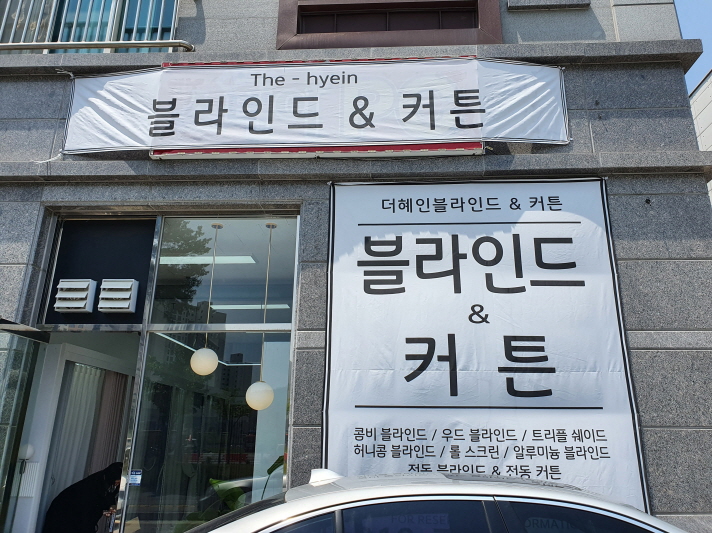 The - hyein
블라인드 & 커튼
더혜인블라인드 & 커튼
블라인드
&
커튼
콤비 블라인드 / 우드 블라인드 / 트리플 쉐이드
허니콤 블라인드 / 롤 스크린 / 알루미늄 블라인드
전동 블라인드 & 전동 커튼